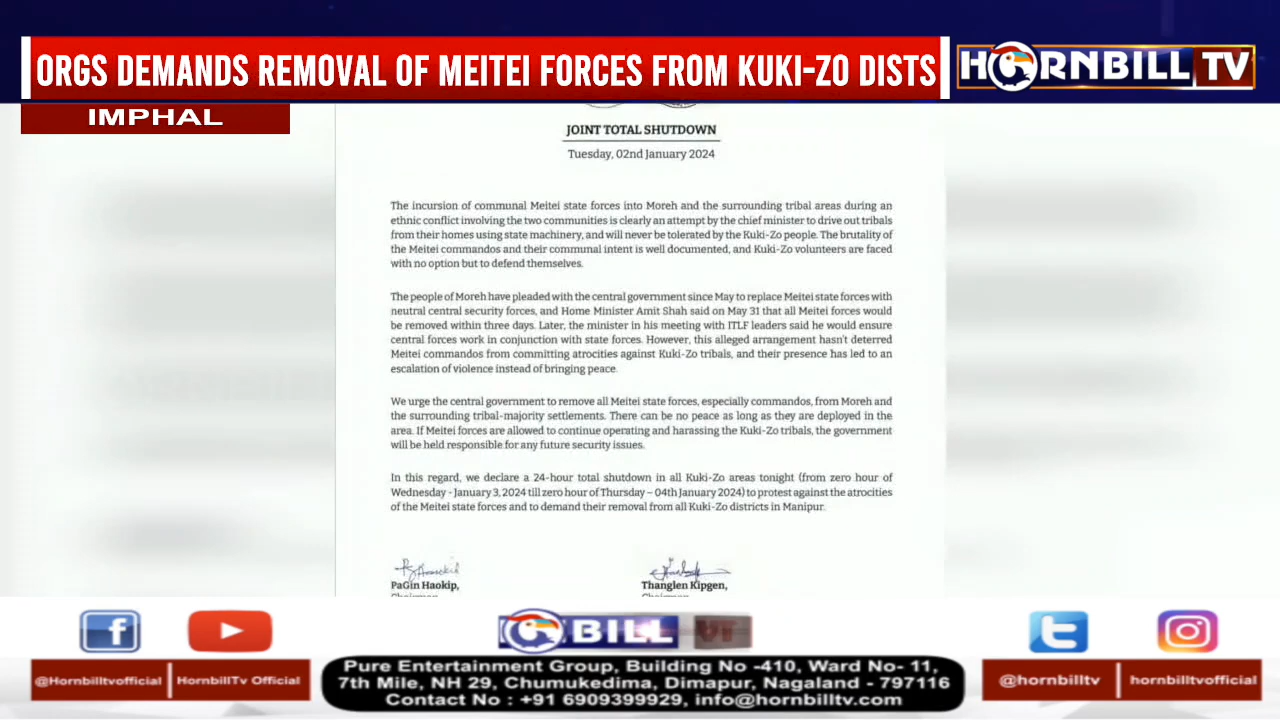 ORGS DEMANDS REMOVAL OF MEITEI FORCES FROM KUKI-ZO DISTS
HORNBILL TV
IMPHAL
JOINT TOTAL SHUTDOWN
Tuesday, 02nd January 2024
The incursion of communal Meitei state forces into Moreh and the surrounding tribal areas during an
ethnic conflict involving the two communities is clearly an attempt by the chief minister to drive out tribals
from their homes using state machinery, and will never be tolerated by the Kuki-Zo people. The brutality of
the Meitei commandos and their communal intent is well documented, and Kuki-Zo volunteers are faced
with no option but to defend themselves.
The people of Moreh have pleaded with the central government since May to replace Meitei state forces with
neutral central security forces, and Home Minister Amit Shah said on May 31 that all Meitei forces would
be removed within three days. Later, the minister in his meeting with ITLF leaders said he would ensure
central forces work in conjunction with state forces. However, this alleged arrangement hasn't deterred
Meitei commandos from committing atrocities against Kuki-Zo tribals, and their presence has led to an
escalation of violence instead of bringing peace.
We urge the central government to remove all Meitei state forces, especially commandos, from Moreh and
the surrounding tribal-majority settlements. There can be no peace as long as they are deployed in the
area. If Meitei forces are allowed to continue operating and harassing the Kuki-Zo tribals, the government
will be held responsible for any future security issues.
In this regard, we declare a 24-hour total shutdown in all Kuki-Zo areas tonight (from zero hour of
Wednesday - January 3, 2024 till zero hour of Thursday – 04th January 2024) to protest against the atrocities
of the Meitei state forces and to demand their removal from all Kuki-Zo districts in Manipur.
PaGin Haokip,
Thanglen Kipgen,
BILL
@Hornbilltvofficial
HornbillTv Official
Pure Entertainment Group, Building No -410, Ward No- 11,
7th Mile, NH 29, Chumukedima, Dimapur, Nagaland - 797116
Contact No : +91 6909399929, info@hornbilltv.com
@hornbilltv
hornbilltvofficial